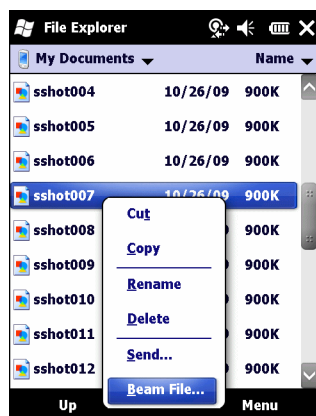 File Explorer
My Documents Name
sshot004 10/26/09 900K
sshot005 10/26/09 900K
sshot006 10/26/09 900K
sshot007 10/26/09 900K
sshot008 900K
sshot009 900K
sshot010 900K
sshot011 900K
sshot012 900K
Cut
Copy
Rename
Delete
Send...
Beam File...
Up Menu